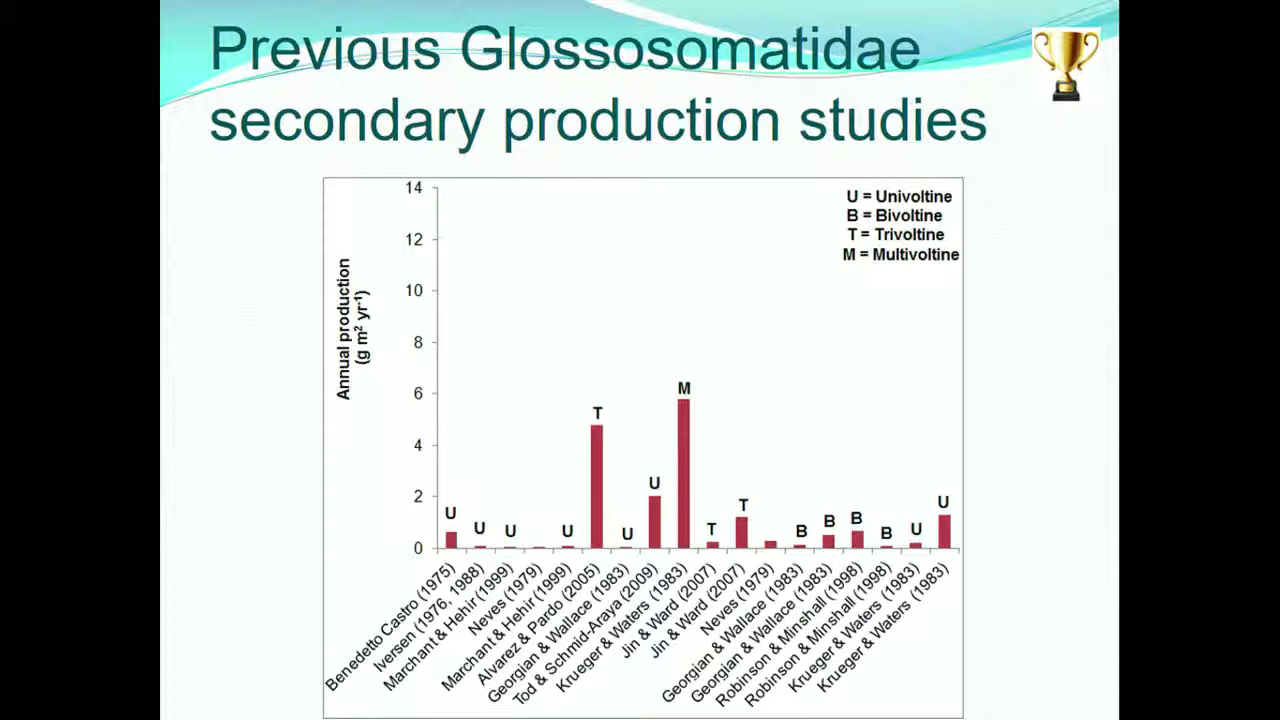 Previous Glossosomatidae
secondary production studies
U = Univoltine
B = Bivoltine
T = Trivoltine
M = Multivoltine
Annual production
(g m² yr⁻¹)
14
12
10
8
6
4
2
0
U
U
U
U
T
U
U
M
T
T
B
B
B
B
U
U
Benedetto Castro (1975)
Iversen (1976, 1988)
Marchant & Hehir (1999)
Neves (1979)
Marchant & Hehir (1999)
Alvarez & Pardo (2005)
Georgian & Wallace (1983)
Tod & Schmid-Araya (2009)
Krueger & Waters (1983)
Jin & Ward (2007)
Jin & Ward (2007)
Neves (1979)
Georgian & Wallace (1983)
Georgian & Wallace (1983)
Robinson & Minshall (1998)
Robinson & Minshall (1998)
Krueger & Waters (1983)
Krueger & Waters (1983)